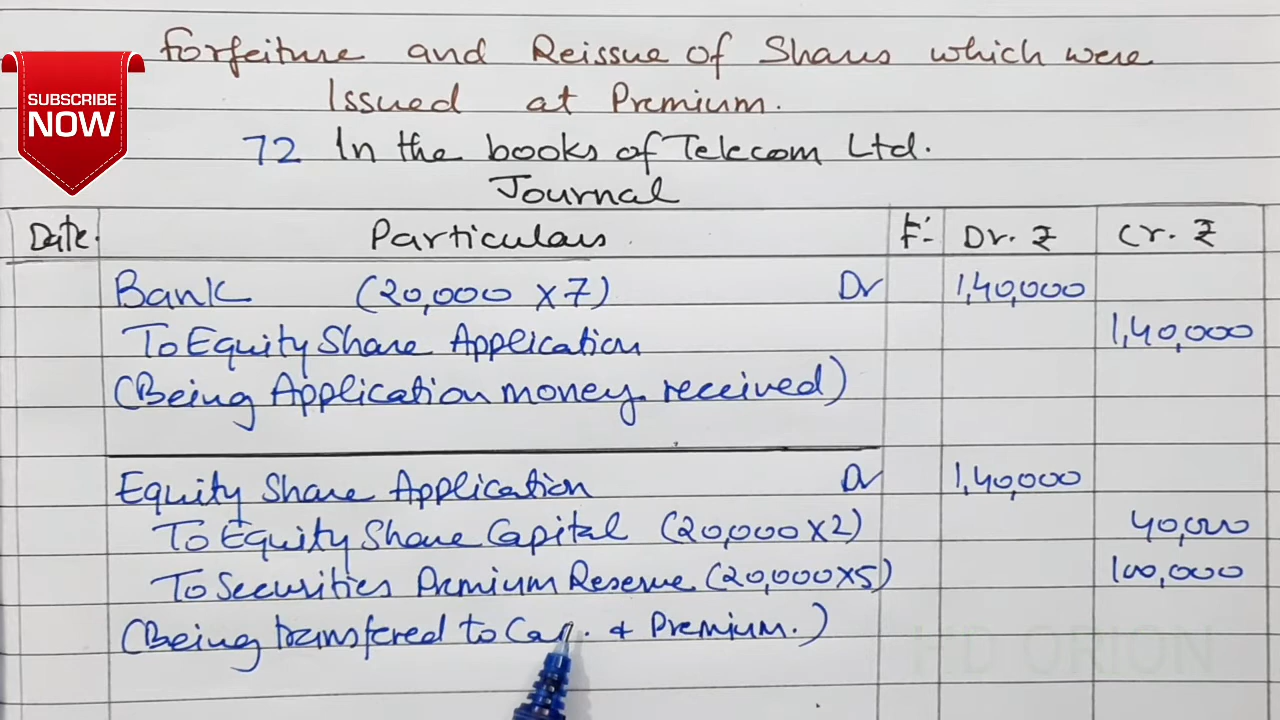 Forfeiture and Reissue of Shares which were
Issued at Premium.
SUBSCRIBE
NOW
72 In the books of Telecom Ltd.
Journal
Date. Particulars. F. Dr. ₹ Cr. ₹
Bank (20,000 x 7) Dr 1,40,000
To Equity Share Application 1,40,000
(Being Application money received)
Equity Share Application Dr 1,40,000
To Equity Share Capital (20,000 x 2) 40,000
To Securities Premium Reserve (20,000 x 5) 100,000
(Being transfered to Cap. + Premium.)
HD ORION